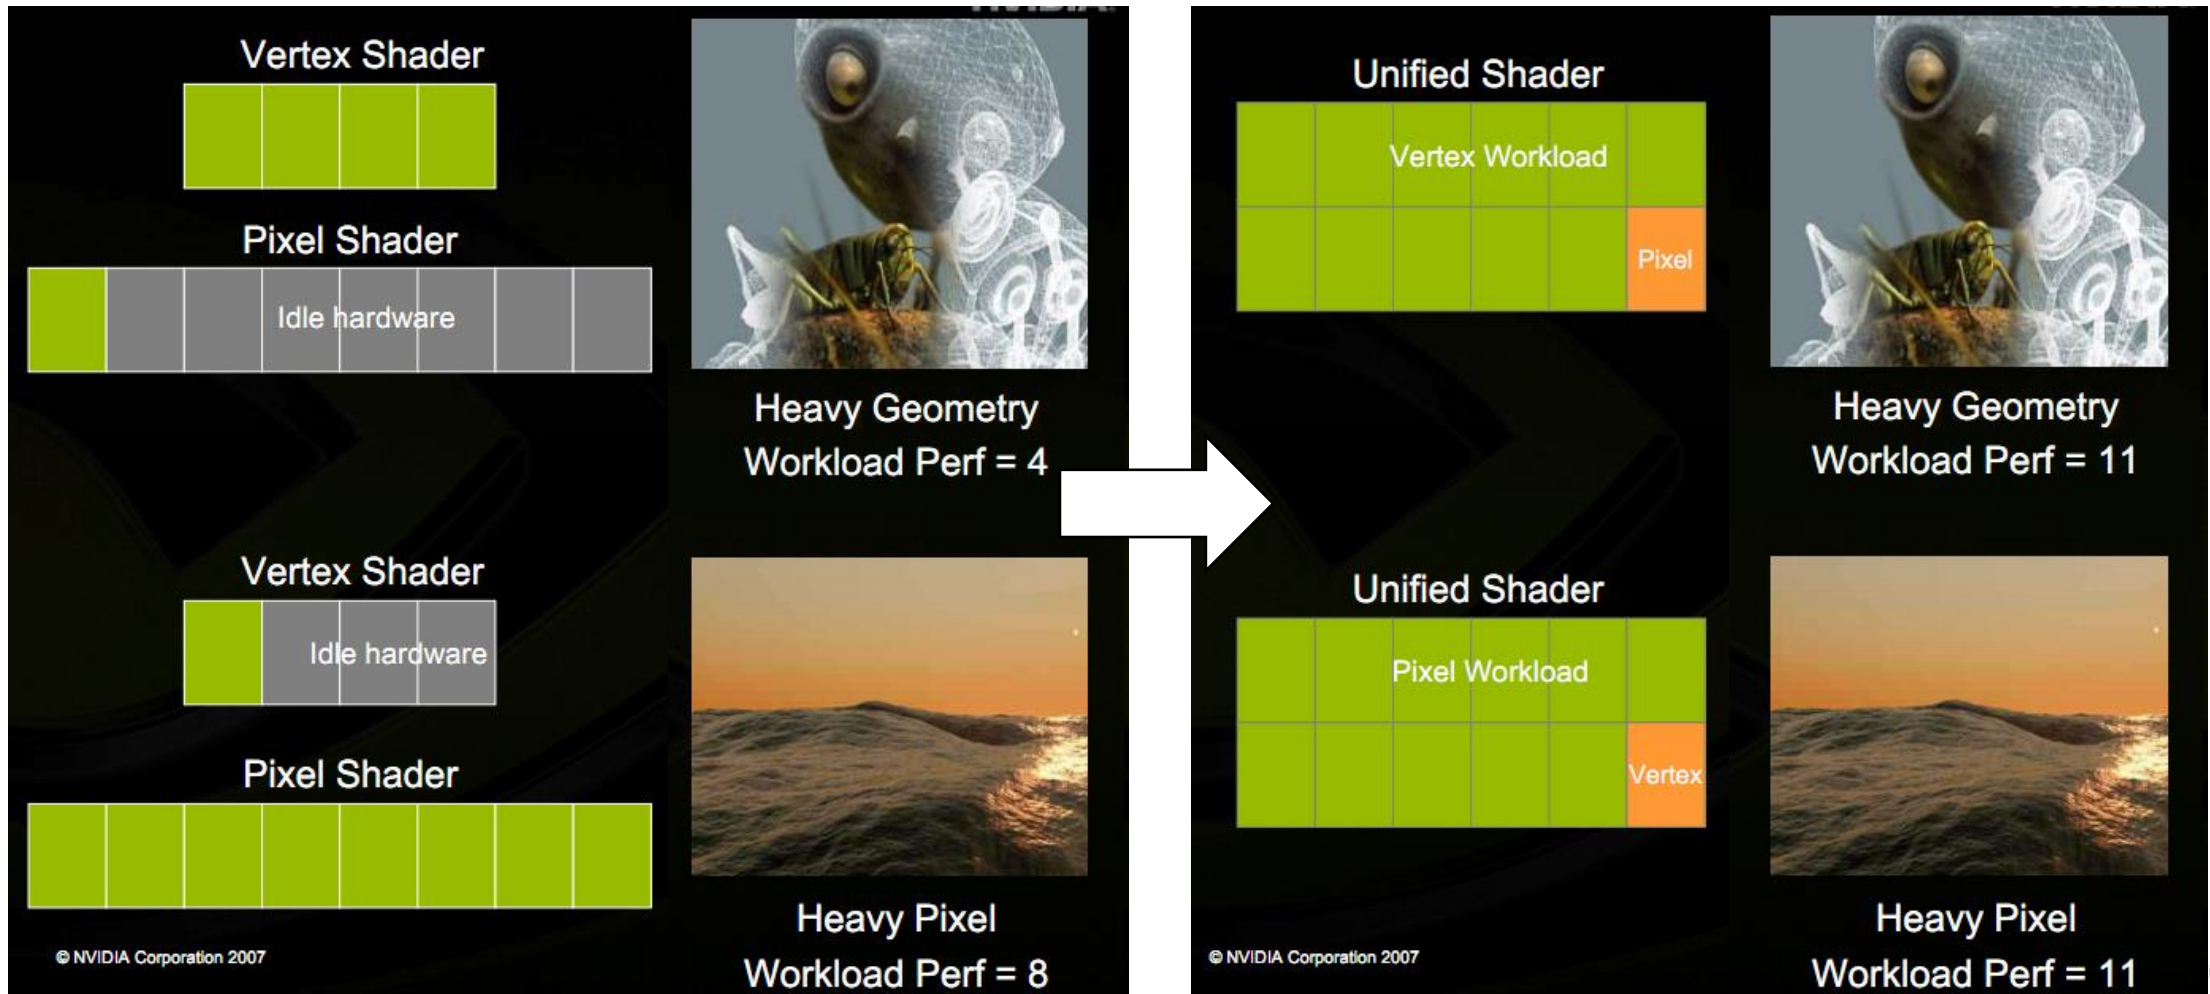 Vertex Shader
Pixel Shader
Idle hardware
Heavy Geometry
Workload Perf = 4
Vertex Shader
Idle hardware
Pixel Shader
Heavy Pixel
Workload Perf = 8
© NVIDIA Corporation 2007
Unified Shader
Vertex Workload
Pixel
Heavy Geometry
Workload Perf = 11
Unified Shader
Pixel Workload
Vertex
Heavy Pixel
Workload Perf = 11
© NVIDIA Corporation 2007